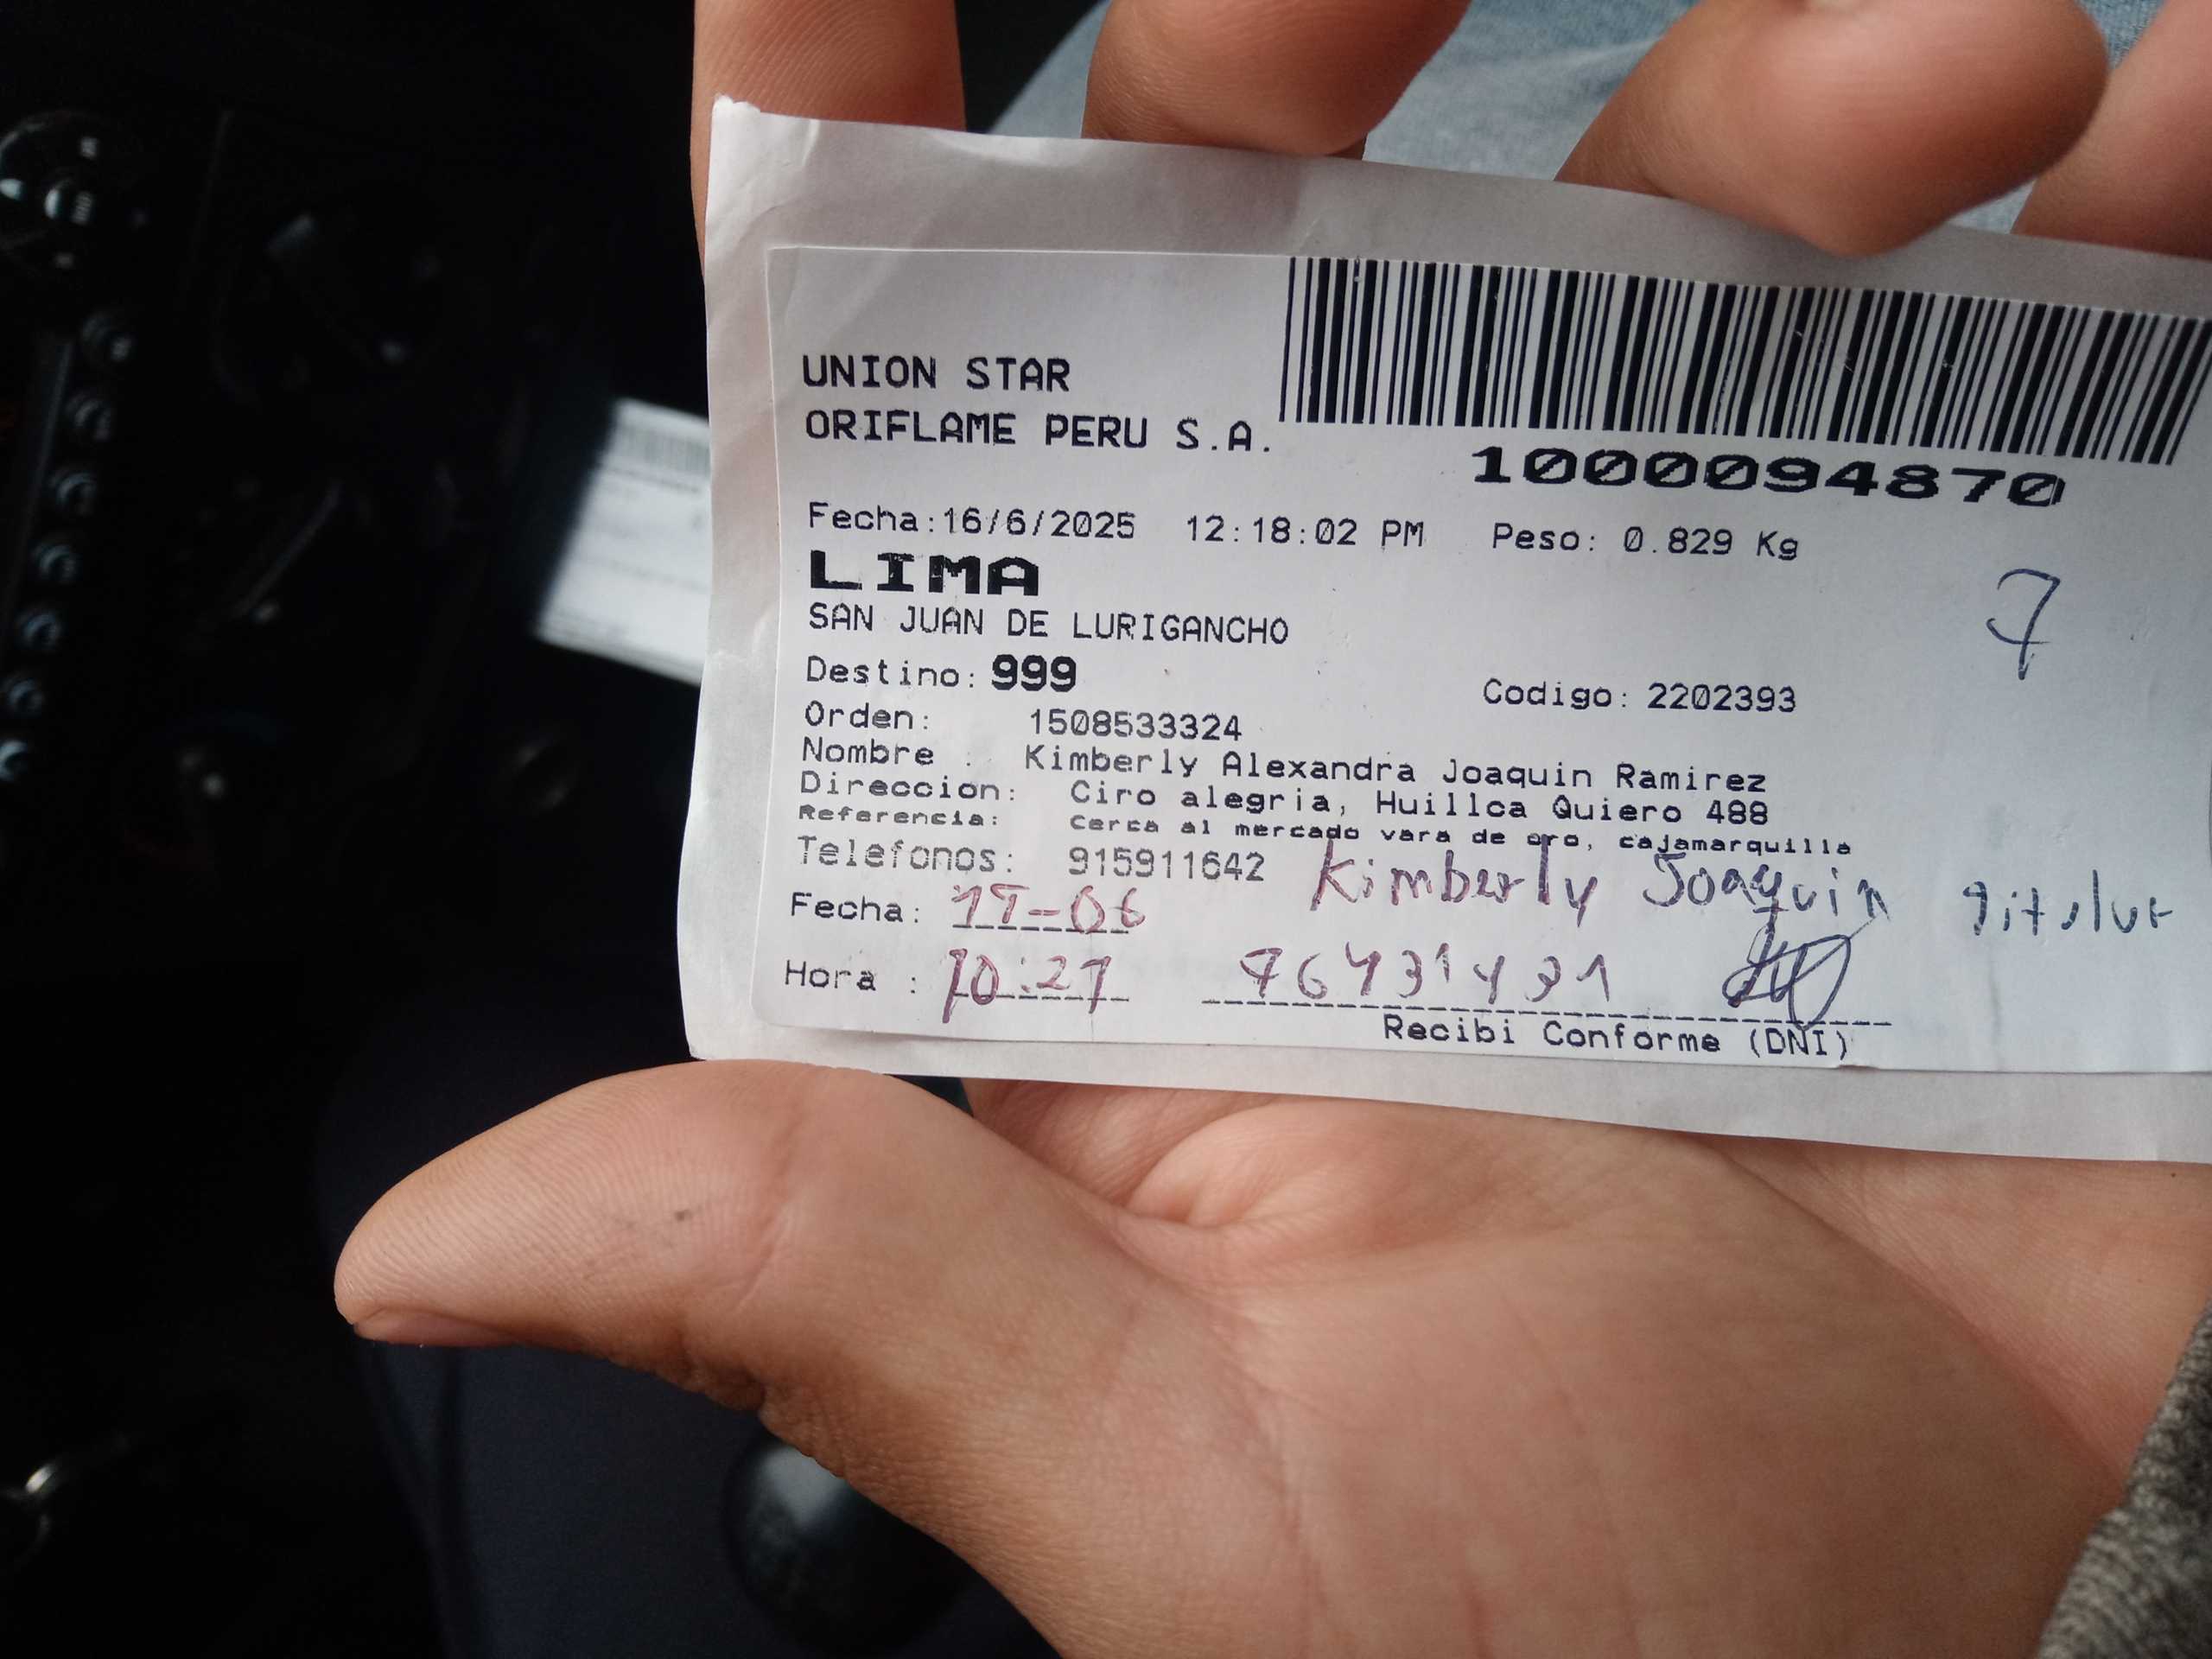 UNION STAR
ORIFLAME PERU S.A.
1000094870
Fecha:16/6/2025 12:18:02 PM Peso: 0.829 Kg
LIMA
7
SAN JUAN DE LURIGANCHO
Destino: 999 Codigo: 2202393
Orden: 1508533324
Nombre : Kimberly Alexandra Joaquin Ramirez
Direccion: Ciro alegria, Huillca Quiero 488
Referencia: Cerca al mercado vara de oro, cajamarquilla
Telefonos: 915911642
Kimberly Joaquin
Fecha: -06
Hora : 10:27 76431431
Recibi Conforme (DNI)